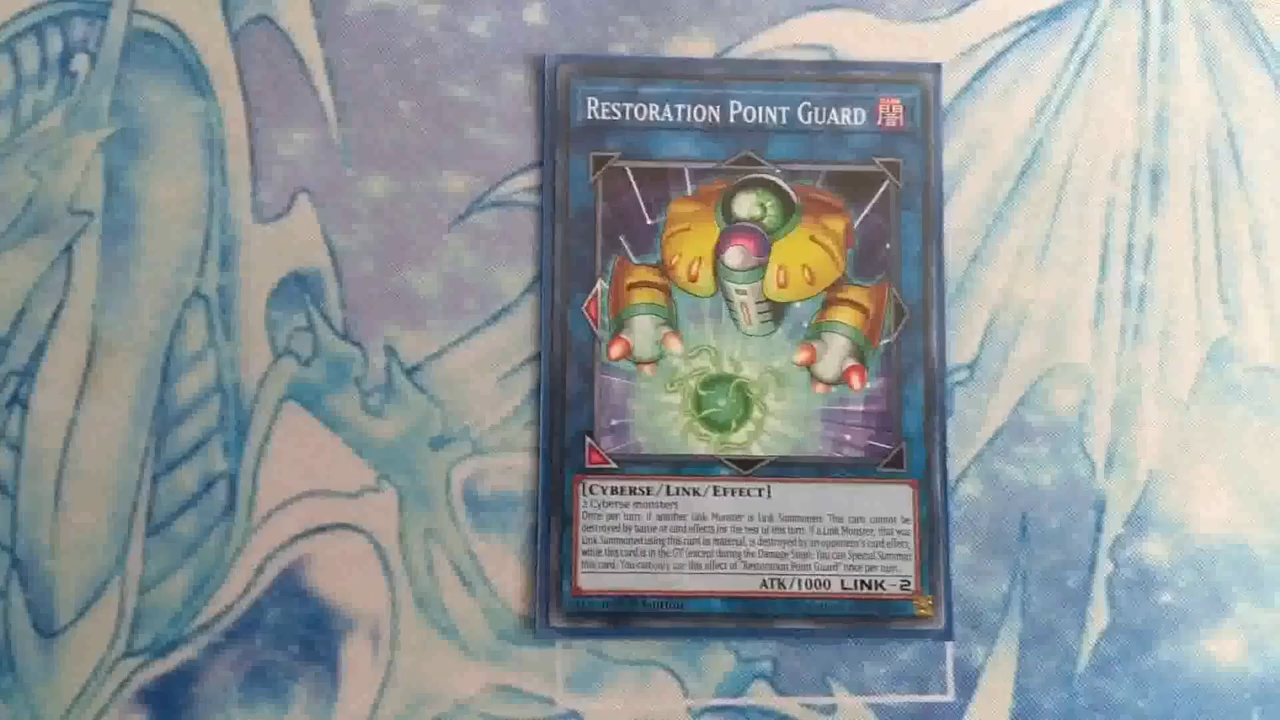 RESTORATION POINT GUARD
DARK
闇
[CYBERSE/LINK/EFFECT]
2 Cyberse monsters
Once per turn, if another Link Monster is Link Summoned: This card cannot be
destroyed by battle or card effects for the rest of this turn. If a Link Monster, that was
Link Summoned using this card as material, is destroyed by an opponent's card effect,
while this card is in the GY (except during the Damage Step): You can Special Summon
this card. You can only use this effect of "Restoration Point Guard" once per turn.
ATK/1000 LINK-2
Edition